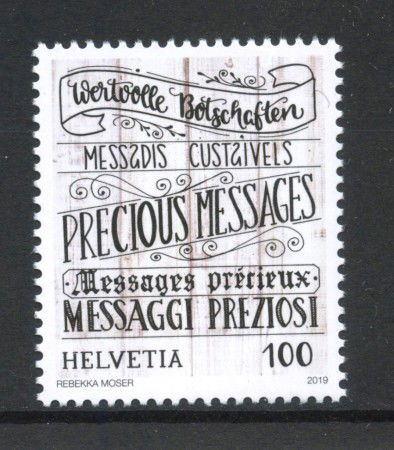 Wertvolle Botschaften
MESSADIS CUSTAIVELS
PRECIOUS MESSAGES
Messages précieux
MESSAGGI PREZIOSI
HELVETIA 100
REBEKKA MOSER 2019